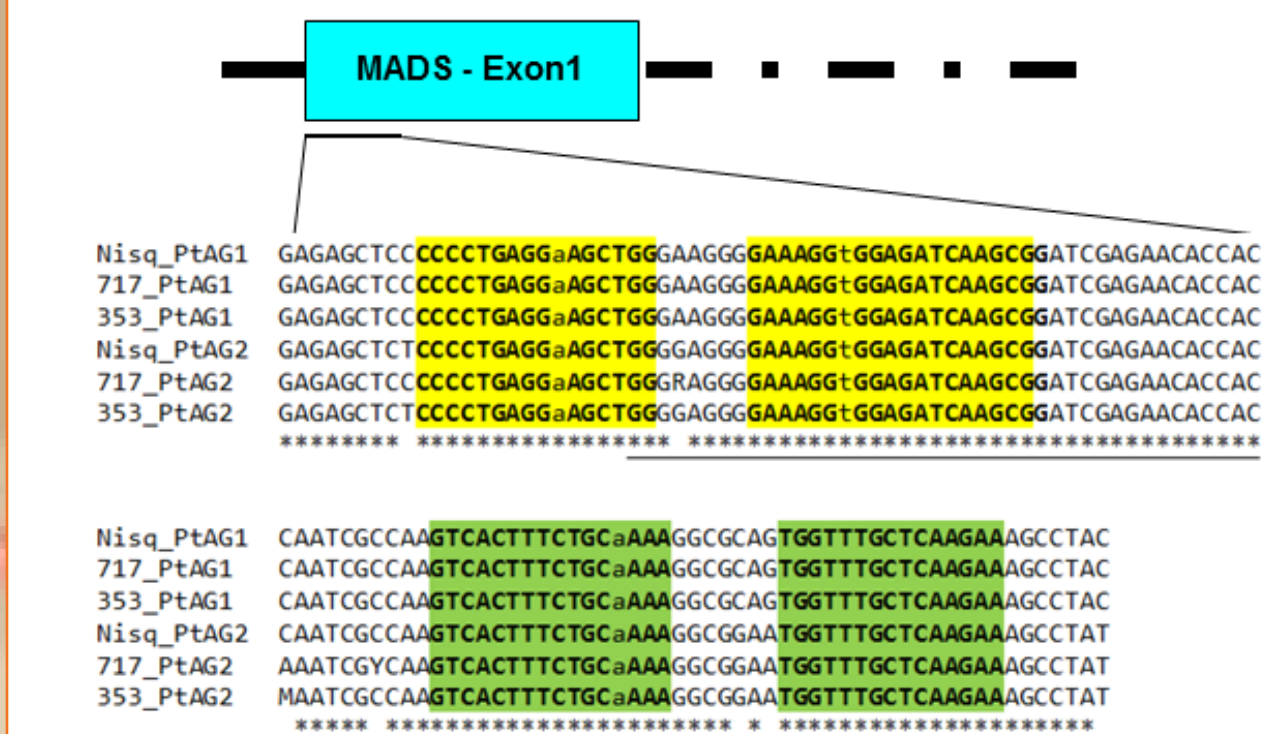 MADS - Exon1
Nisq_PtAG1 GAGAGCTCCCCCCTGAGGaAGCTGGGAAGGGGAAAGGtGGAGATCAAGCGGATCGAGAACACCAC
717_PtAG1 GAGAGCTCCCCCCTGAGGaAGCTGGGAAGGGGAAAGGtGGAGATCAAGCGGATCGAGAACACCAC
353_PtAG1 GAGAGCTCCCCCCTGAGGaAGCTGGGAAGGGGAAAGGtGGAGATCAAGCGGATCGAGAACACCAC
Nisq_PtAG2 GAGAGCTCTCCCCTGAGGaAGCTGGGGAGGGGAAAGGtGGAGATCAAGCGGATCGAGAACACCAC
717_PtAG2 GAGAGCTCCCCCCTGAGGaAGCTGGGRAGGGGAAAGGtGGAGATCAAGCGGATCGAGAACACCAC
353_PtAG2 GAGAGCTCTCCCCTGAGGaAGCTGGGGAGGGGAAAGGtGGAGATCAAGCGGATCGAGAACACCAC
******** ***************** **************************************
Nisq_PtAG1 CAATCGCCAAGTCACTTTCTGCaAAAGGCGCAGTGGTTTGCTCAAGAAAGCCTAC
717_PtAG1 CAATCGCCAAGTCACTTTCTGCaAAAGGCGCAGTGGTTTGCTCAAGAAAGCCTAC
353_PtAG1 CAATCGCCAAGTCACTTTCTGCaAAAGGCGCAGTGGTTTGCTCAAGAAAGCCTAC
Nisq_PtAG2 CAATCGCCAAGTCACTTTCTGCaAAAGGCGGAATGGTTTGCTCAAGAAAGCCTAT
717_PtAG2 AAATCGYCAAGTCACTTTCTGCaAAAGGCGGAATGGTTTGCTCAAGAAAGCCTAT
353_PtAG2 MAATCGCCAAGTCACTTTCTGCaAAAGGCGGAATGGTTTGCTCAAGAAAGCCTAT
***** *********************** * *********************